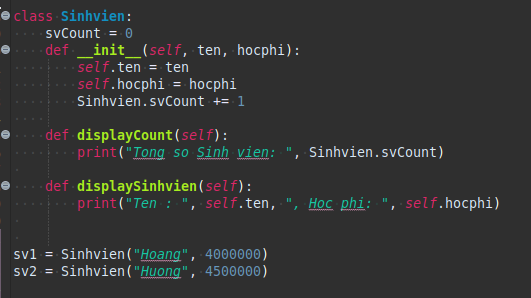 class Sinhvien:
    svCount = 0
    def __init__(self, ten, hocphi):
        self.ten = ten
        self.hocphi = hocphi
        Sinhvien.svCount += 1
    def displayCount(self):
        print("Tong so Sinh vien: ", Sinhvien.svCount)
    def displaySinhvien(self):
        print("Ten : ", self.ten, ", Hoc phi: ", self.hocphi)
sv1 = Sinhvien("Hoang", 4000000)
sv2 = Sinhvien("Huong", 4500000)